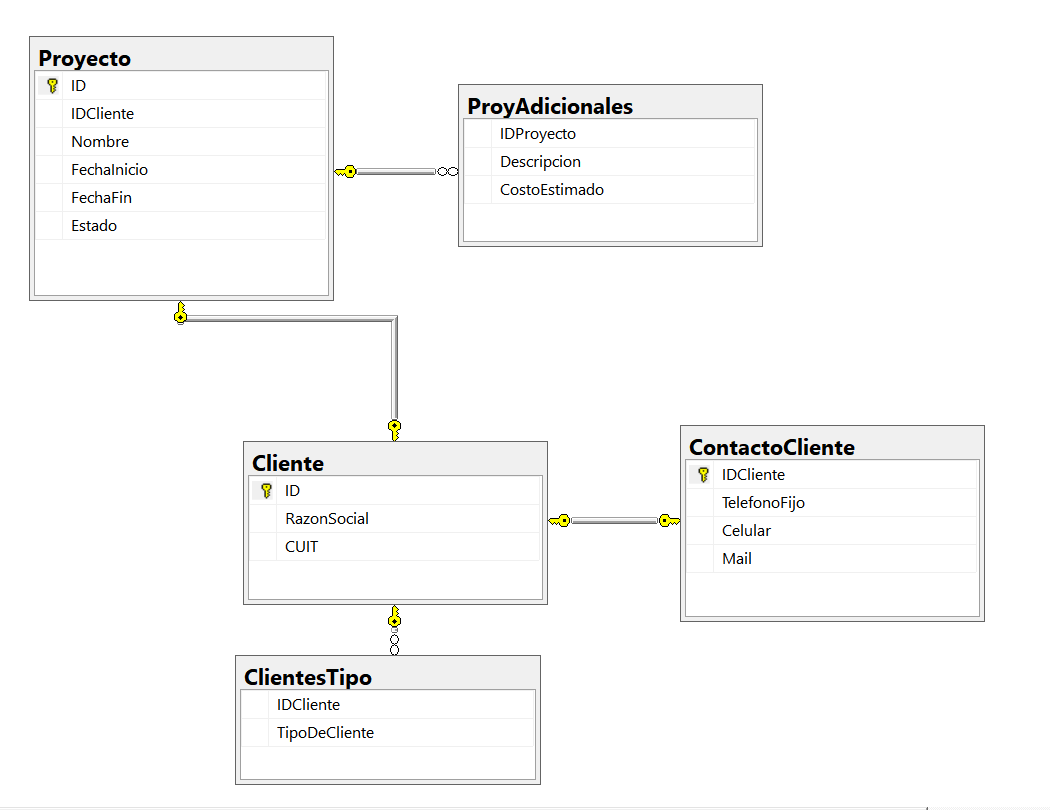 Proyecto
ID
IDCliente
Nombre
FechaInicio
FechaFin
Estado
ProyAdicionales
IDProyecto
Descripcion
CostoEstimado
Cliente
ID
RazonSocial
CUIT
ContactoCliente
IDCliente
TelefonoFijo
Celular
Mail
ClientesTipo
IDCliente
TipoDeCliente